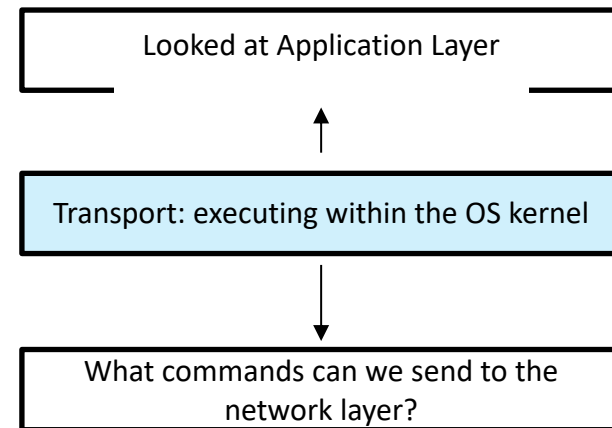 Looked at Application Layer
Transport: executing within the OS kernel
What commands can we send to the
network layer?